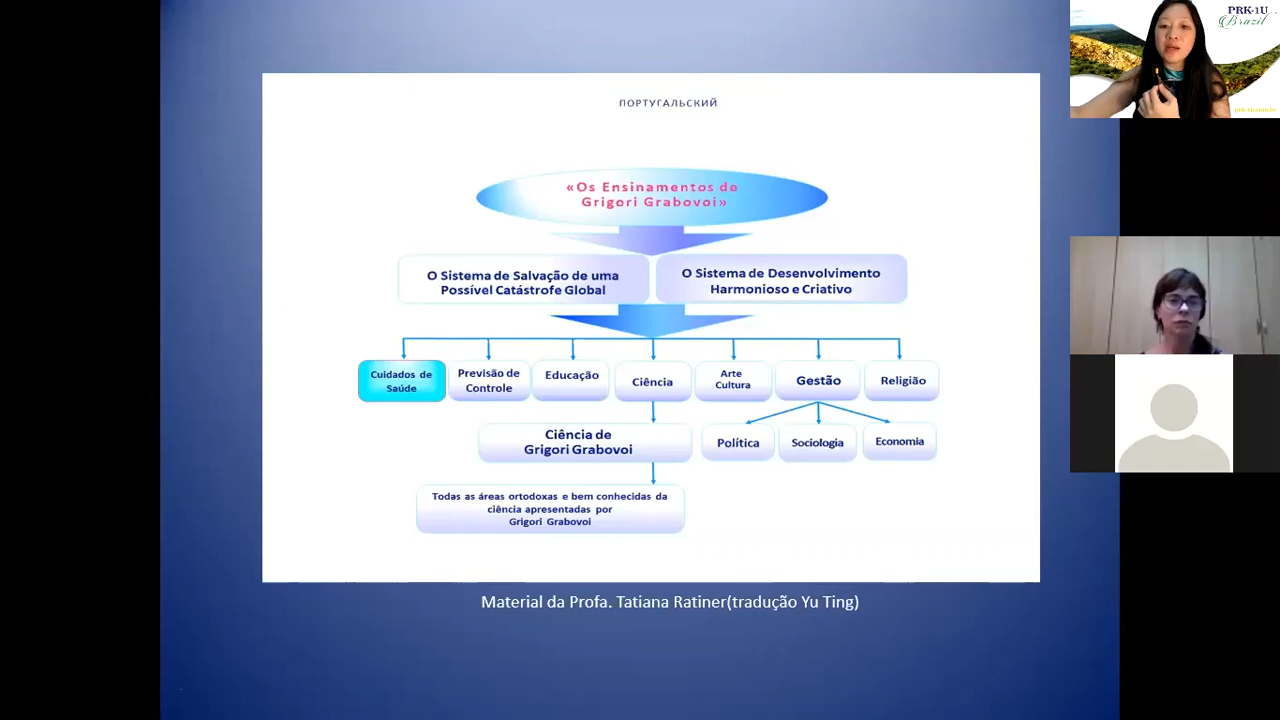 PRK-1U
Brazil
ПОРТУГАЛЬСКИЙ
«Os Ensinamentos de
Grigori Grabovoi»
O Sistema de Salvação de uma
Possível Catástrofe Global
O Sistema de Desenvolvimento
Harmonioso e Criativo
Cuidados de
Saúde
Previsão de
Controle
Educação
Ciência
Arte
Cultura
Gestão
Religião
Ciência de
Grigori Grabovoi
Política
Sociologia
Economia
Todas as áreas ortodoxas e bem conhecidas da
ciência apresentadas por
Grigori Grabovoi
Material da Profa. Tatiana Ratiner(tradução Yu Ting)